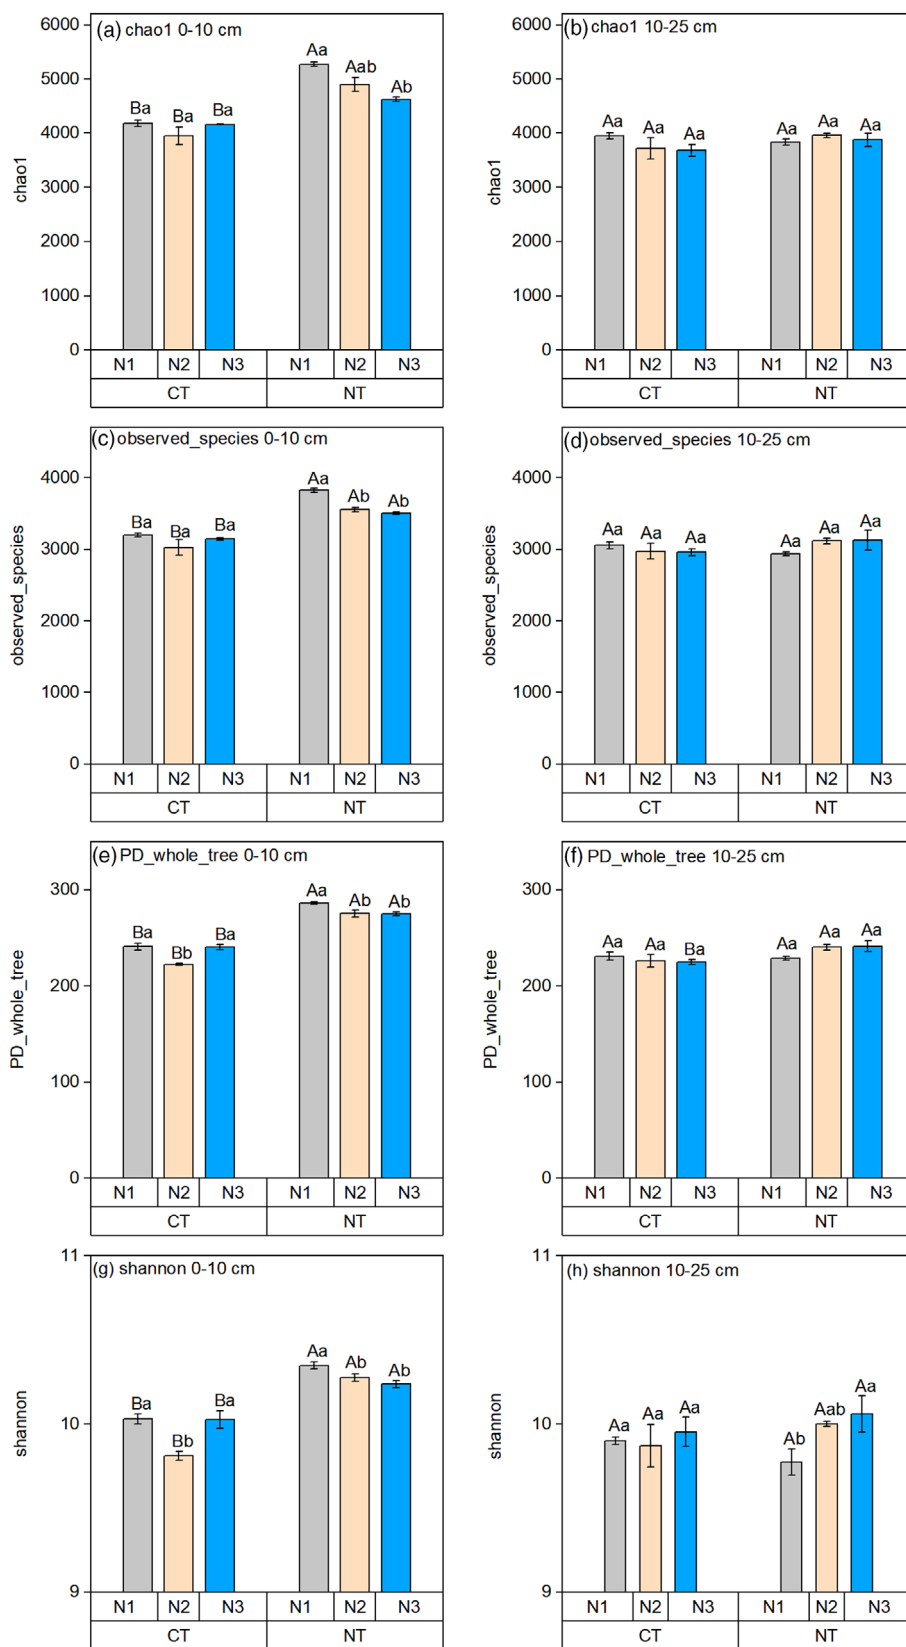 (a) chao1 0-10 cm
6000
5000
4000
3000
2000
1000
0
chao1
Ba Ba Ba Aa Aab Ab
N1 N2 N3 N1 N2 N3
CT NT
(b) chao1 10-25 cm
6000
5000
4000
3000
2000
1000
0
chao1
Aa Aa Aa Aa Aa Aa
N1 N2 N3 N1 N2 N3
CT NT
(c) observed_species 0-10 cm
4000
3000
2000
1000
0
observed_species
Ba Ba Ba Aa Ab Ab
N1 N2 N3 N1 N2 N3
CT NT
(d) observed_species 10-25 cm
4000
3000
2000
1000
0
observed_species
Aa Aa Aa Aa Aa Aa
N1 N2 N3 N1 N2 N3
CT NT
(e) PD_whole_tree 0-10 cm
300
200
100
0
PD_whole_tree
Ba Bb Ba Aa Ab Ab
N1 N2 N3 N1 N2 N3
CT NT
(f) PD_whole_tree 10-25 cm
300
200
100
0
PD_whole_tree
Aa Aa Ba Aa Aa Aa
N1 N2 N3 N1 N2 N3
CT NT
(g) shannon 0-10 cm
11
10
9
shannon
Ba Bb Ba Aa Ab Ab
N1 N2 N3 N1 N2 N3
CT NT
(h) shannon 10-25 cm
11
10
9
shannon
Aa Aa Aa Ab Aab Aa
N1 N2 N3 N1 N2 N3
CT NT